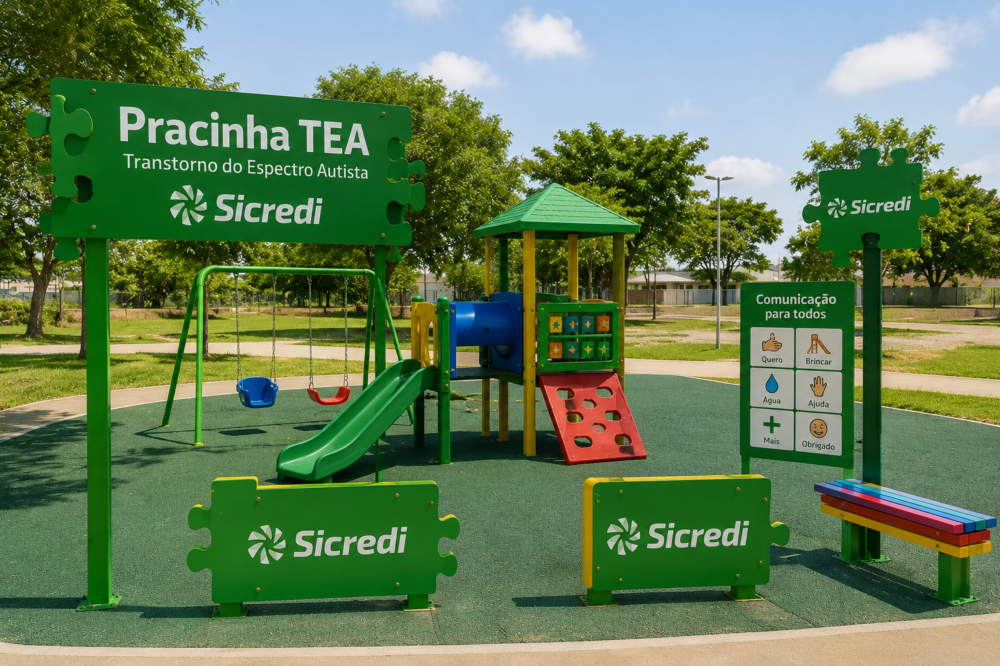 Pracinha TEA
Transtorno do Espectro Autista
Sicredi
Sicredi
Comunicação
para todos
Quero
Brincar
Água
Ajuda
Mais
Obrigado
Sicredi
Sicredi